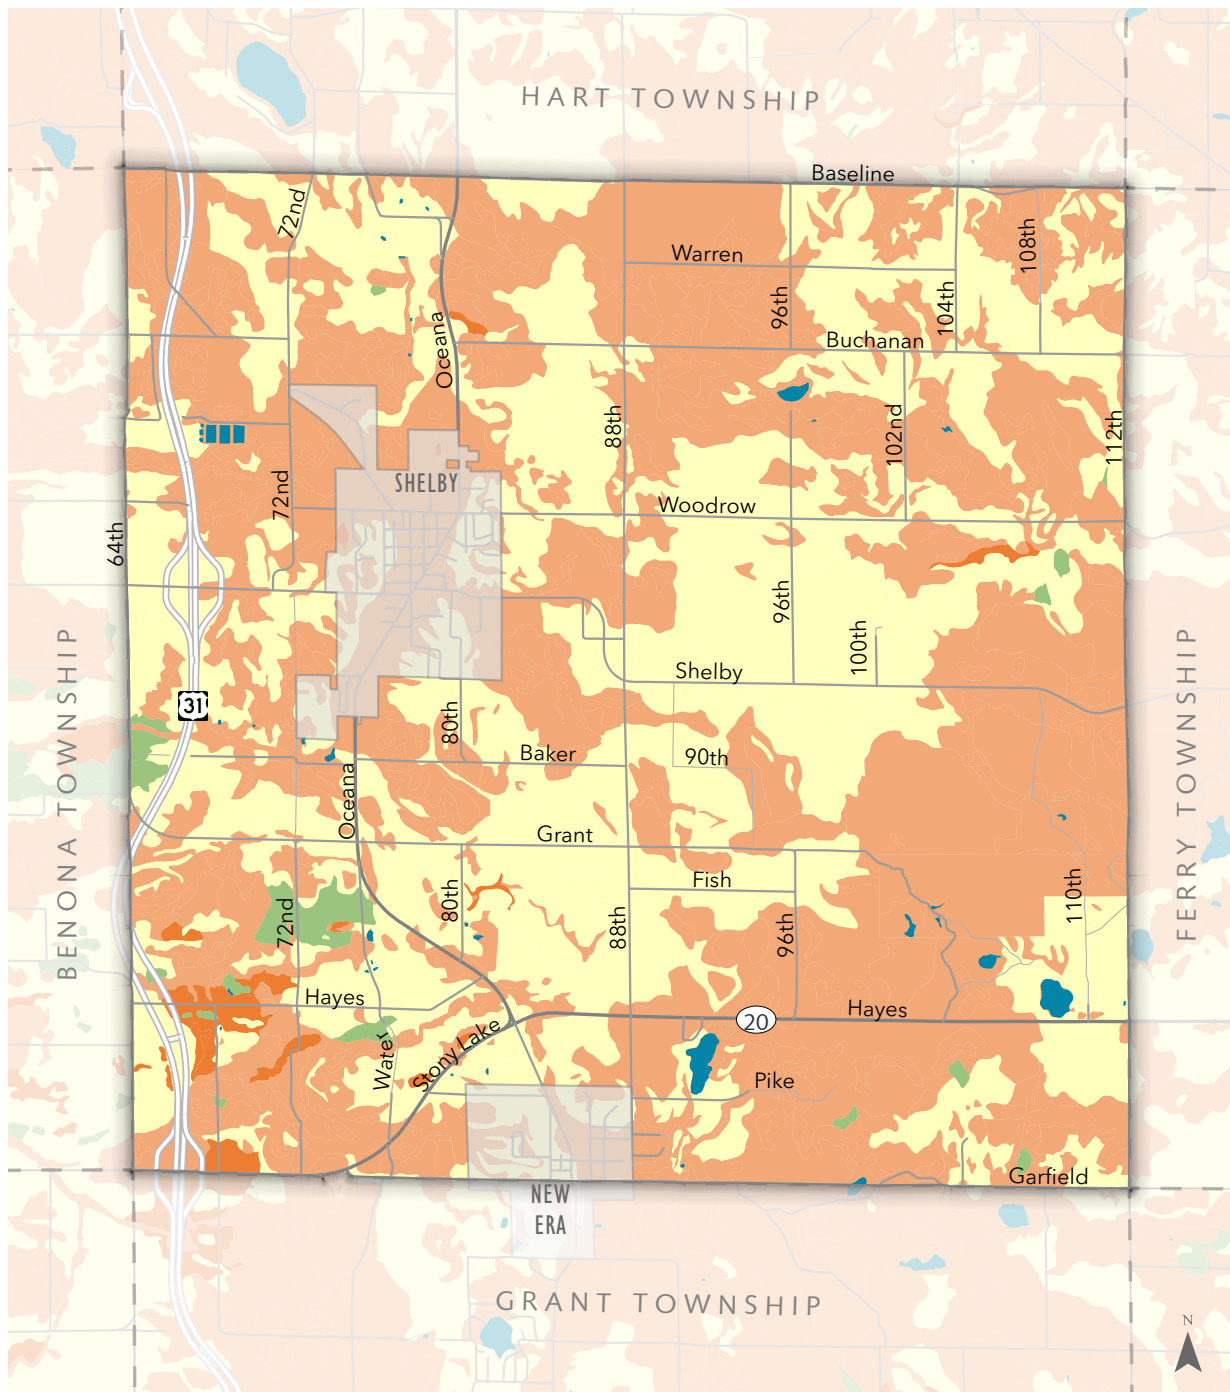 HART TOWNSHIP
Baseline
72nd
Warren
108th
96th
104th
Oceana
Buchanan
88th
102nd
112th
SHELBY
72nd
Woodrow
64th
96th
100th
Shelby
BENONA TOWNSHIP
FERRY TOWNSHIP
31
80th
Baker
90th
Oceana
Grant
Fish
80th
110th
72nd
88th
96th
Hayes
Hayes
20
Stony Lake
Water
Pike
Garfield
NEW
ERA
GRANT TOWNSHIP
N